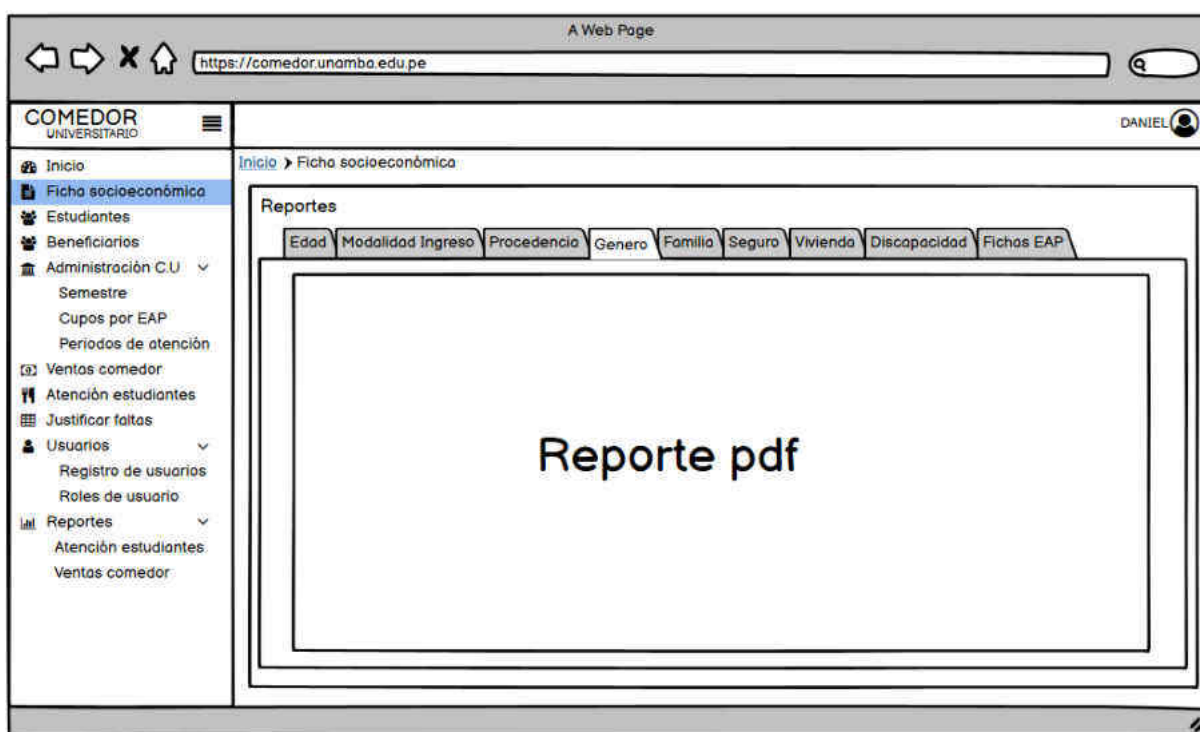 A Web Page
https://comedor.unamba.edu.pe
COMEDOR
UNIVERSITARIO
DANIEL
Inicio
Ficha socioeconómica
Estudiantes
Beneficiarios
Administración C.U
Semestre
Cupos por EAP
Periodos de atención
Ventas comedor
Atención estudiantes
Justificar faltas
Usuarios
Registro de usuarios
Roles de usuario
Reportes
Atención estudiantes
Ventas comedor
Inicio > Ficha socioeconómica
Reportes
Edad Modalidad Ingreso Procedencia Genero Familia Seguro Vivienda Discapacidad Fichas EAP
Reporte pdf